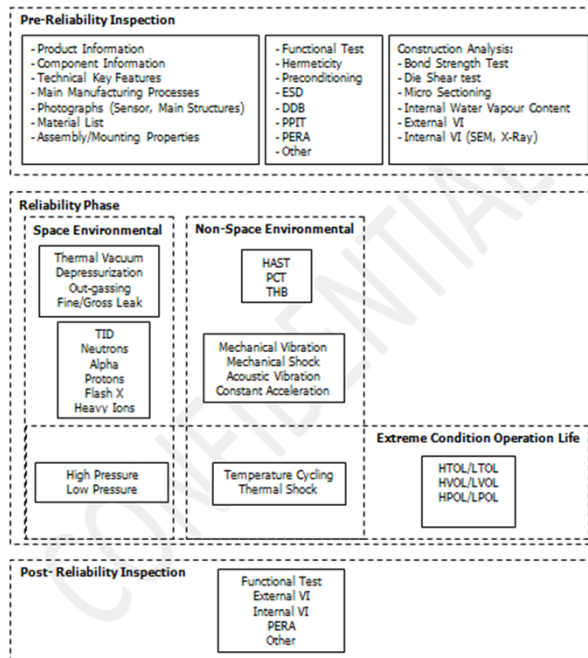 Pre-Reliability Inspection
- Product Information
- Component Information
- Technical Key Features
- Main Manufacturing Processes
- Photographs (Sensor, Main Structures)
- Material List
- Assembly/Mounting Properties
- Functional Test
- Hermeticity
- Preconditioning
- ESD
- DDB
- PPIT
- PERA
- Other
Construction Analysis:
- Bond Strength Test
- Die Shear test
- Micro Sectioning
- Internal Water Vapour Content
- External VI
- Internal VI (SEM, X-Ray)
Reliability Phase
Space Environmental
Thermal Vacuum
Depressurization
Out-gassing
Fine/Gross Leak
TID
Neutrons
Alpha
Protons
Flash X
Heavy Ions
High Pressure
Low Pressure
Non-Space Environmental
HAST
PCT
THB
Mechanical Vibration
Mechanical Shock
Acoustic Vibration
Constant Acceleration
Temperature Cycling
Thermal Shock
Extreme Condition Operation Life
HTOL/LTOL
HVOL/LVOL
HPOL/LPOL
Post- Reliability Inspection
Functional Test
External VI
Internal VI
PERA
Other
CONFIDENTIAL